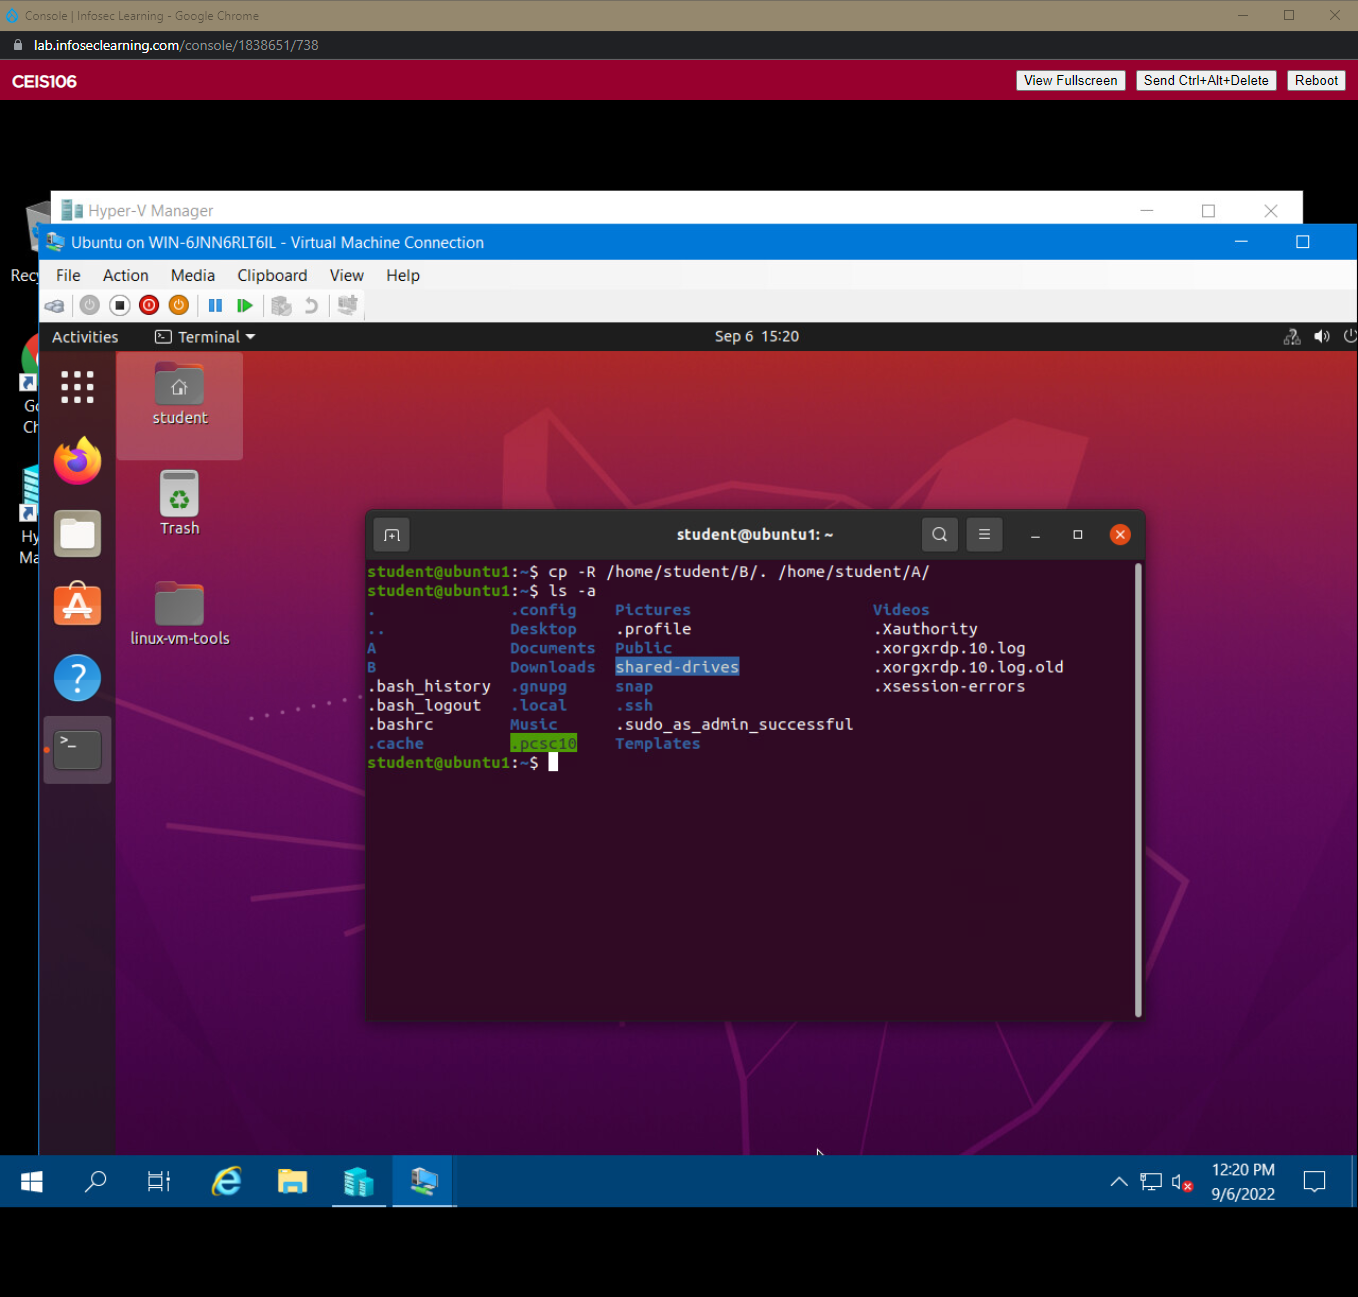 Console | Infosec Learning - Google Chrome
lab.infoseclearning.com/console/1838651/738
CEIS106
View Fullscreen
Send Ctrl+Alt+Delete
Reboot
Hyper-V Manager
Ubuntu on WIN-6JNN6RLT6IL - Virtual Machine Connection
File Action Media Clipboard View Help
Activities
Terminal
Sep 6 15:20
student
Trash
linux-vm-tools
student@ubuntu1: ~
student@ubuntu1:~$ cp -R /home/student/B/. /home/student/A/
student@ubuntu1:~$ ls -a
. .config Pictures Videos
.. Desktop .profile .Xauthority
A Documents Public .xorgxrdp.10.log
B Downloads shared-drives .xorgxrdp.10.log.old
.bash_history .gnupg snap .xsession-errors
.bash_logout .local .ssh
.bashrc Music .sudo_as_admin_successful
.cache .pcsc10 Templates
student@ubuntu1:~$
12:20 PM
9/6/2022